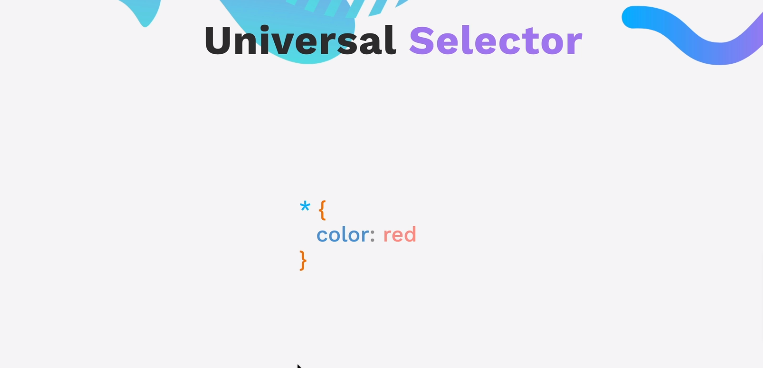 Universal Selector
* {
color: red
}